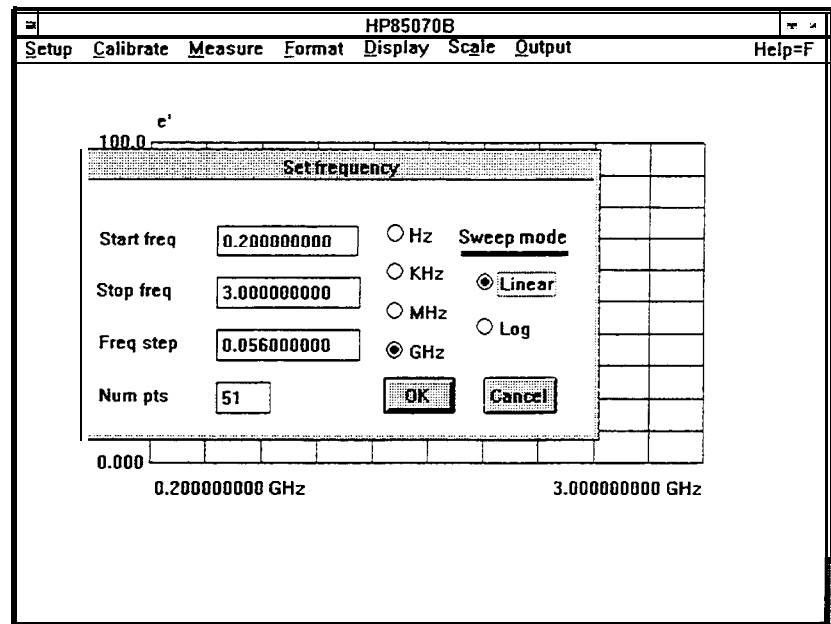 HP85070B
Setup Calibrate Measure Format Display Scale Output Help=F
e'
100.0
Set frequency
Start freq 0.200000000 Hz Sweep mode
KHz
Stop freq 3.000000000 Linear
MHz
Log
Freq step 0.056000000 GHz
Num pts 51 OK Cancel
0.000
0.200000000 GHz 3.000000000 GHz